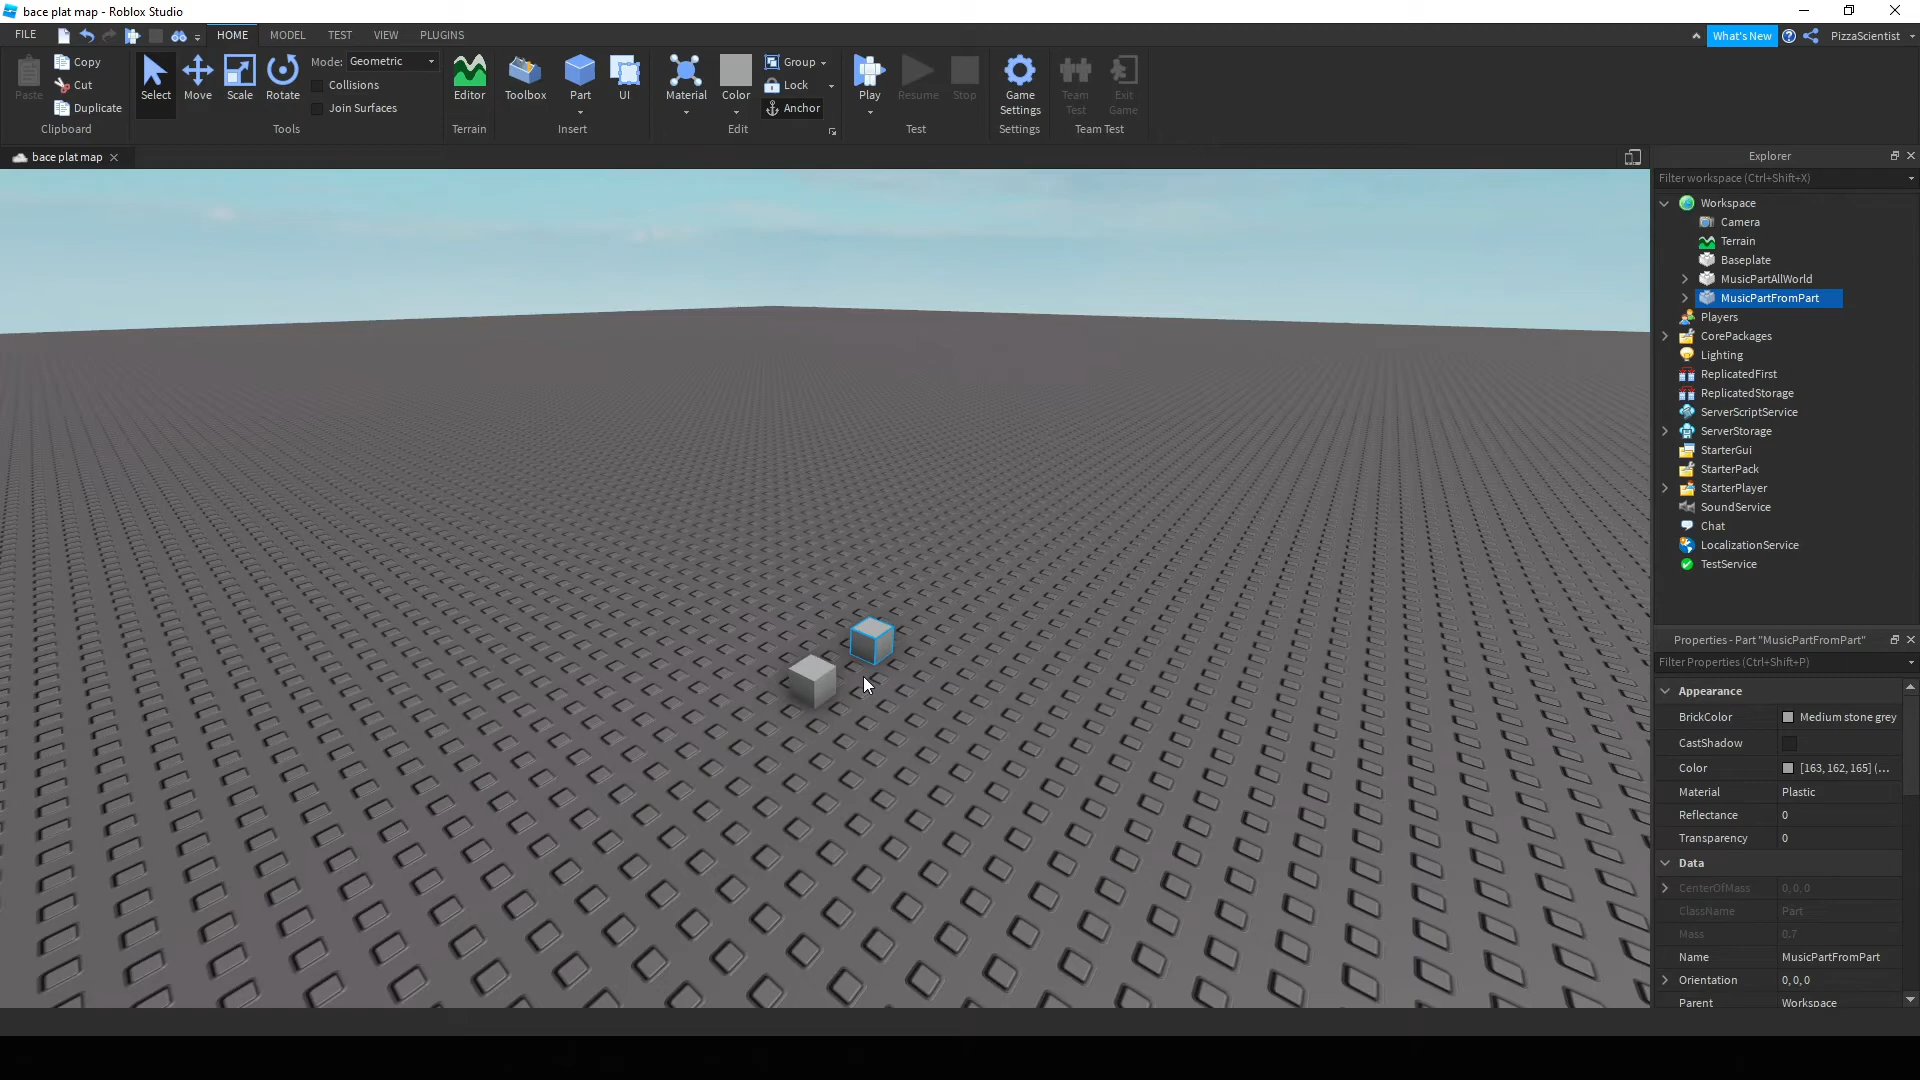 bace plat map - Roblox Studio
FILE HOME MODEL TEST VIEW PLUGINS What's New PizzaScientist
Paste Copy Cut Duplicate
Select Move Scale Rotate
Mode: Geometric
Collisions
Join Surfaces
Editor Toolbox Part UI
Material Color
Group
Lock
Anchor
Play Resume Stop
Game Settings
Team Test
Exit Game
Clipboard Tools Terrain Insert Edit Test Settings Team Test
bace plat map
Explorer
Filter workspace (Ctrl+Shift+X)
Workspace
Camera
Terrain
Baseplate
MusicPartAllWorld
MusicPartFromPart
Players
CorePackages
Lighting
ReplicatedFirst
ReplicatedStorage
ServerScriptService
ServerStorage
StarterGui
StarterPack
StarterPlayer
SoundService
Chat
LocalizationService
TestService
Properties - Part "MusicPartFromPart"
Filter Properties (Ctrl+Shift+P)
Appearance
BrickColor Medium stone grey
CastShadow
Color [163, 162, 165] (...
Material Plastic
Reflectance 0
Transparency 0
Data
CenterOfMass 0, 0, 0
ClassName Part
Mass 0.7
Name MusicPartFromPart
Orientation 0, 0, 0
Parent Workspace